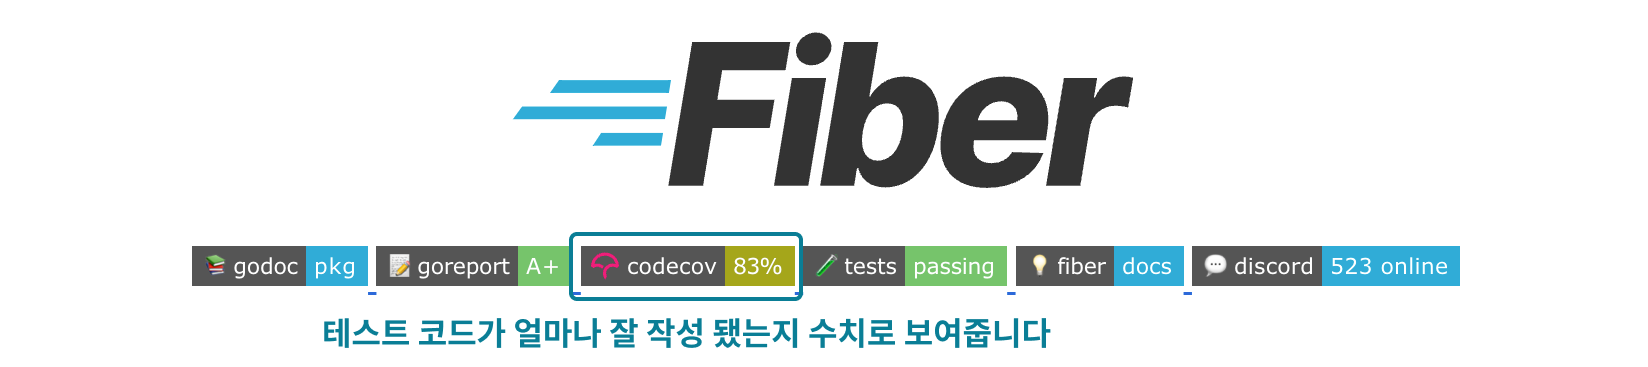 Fiber
godoc pkg goreport A+ codecov 83% tests passing fiber docs discord 523 online
테스트 코드가 얼마나 잘 작성 됐는지 수치로 보여줍니다